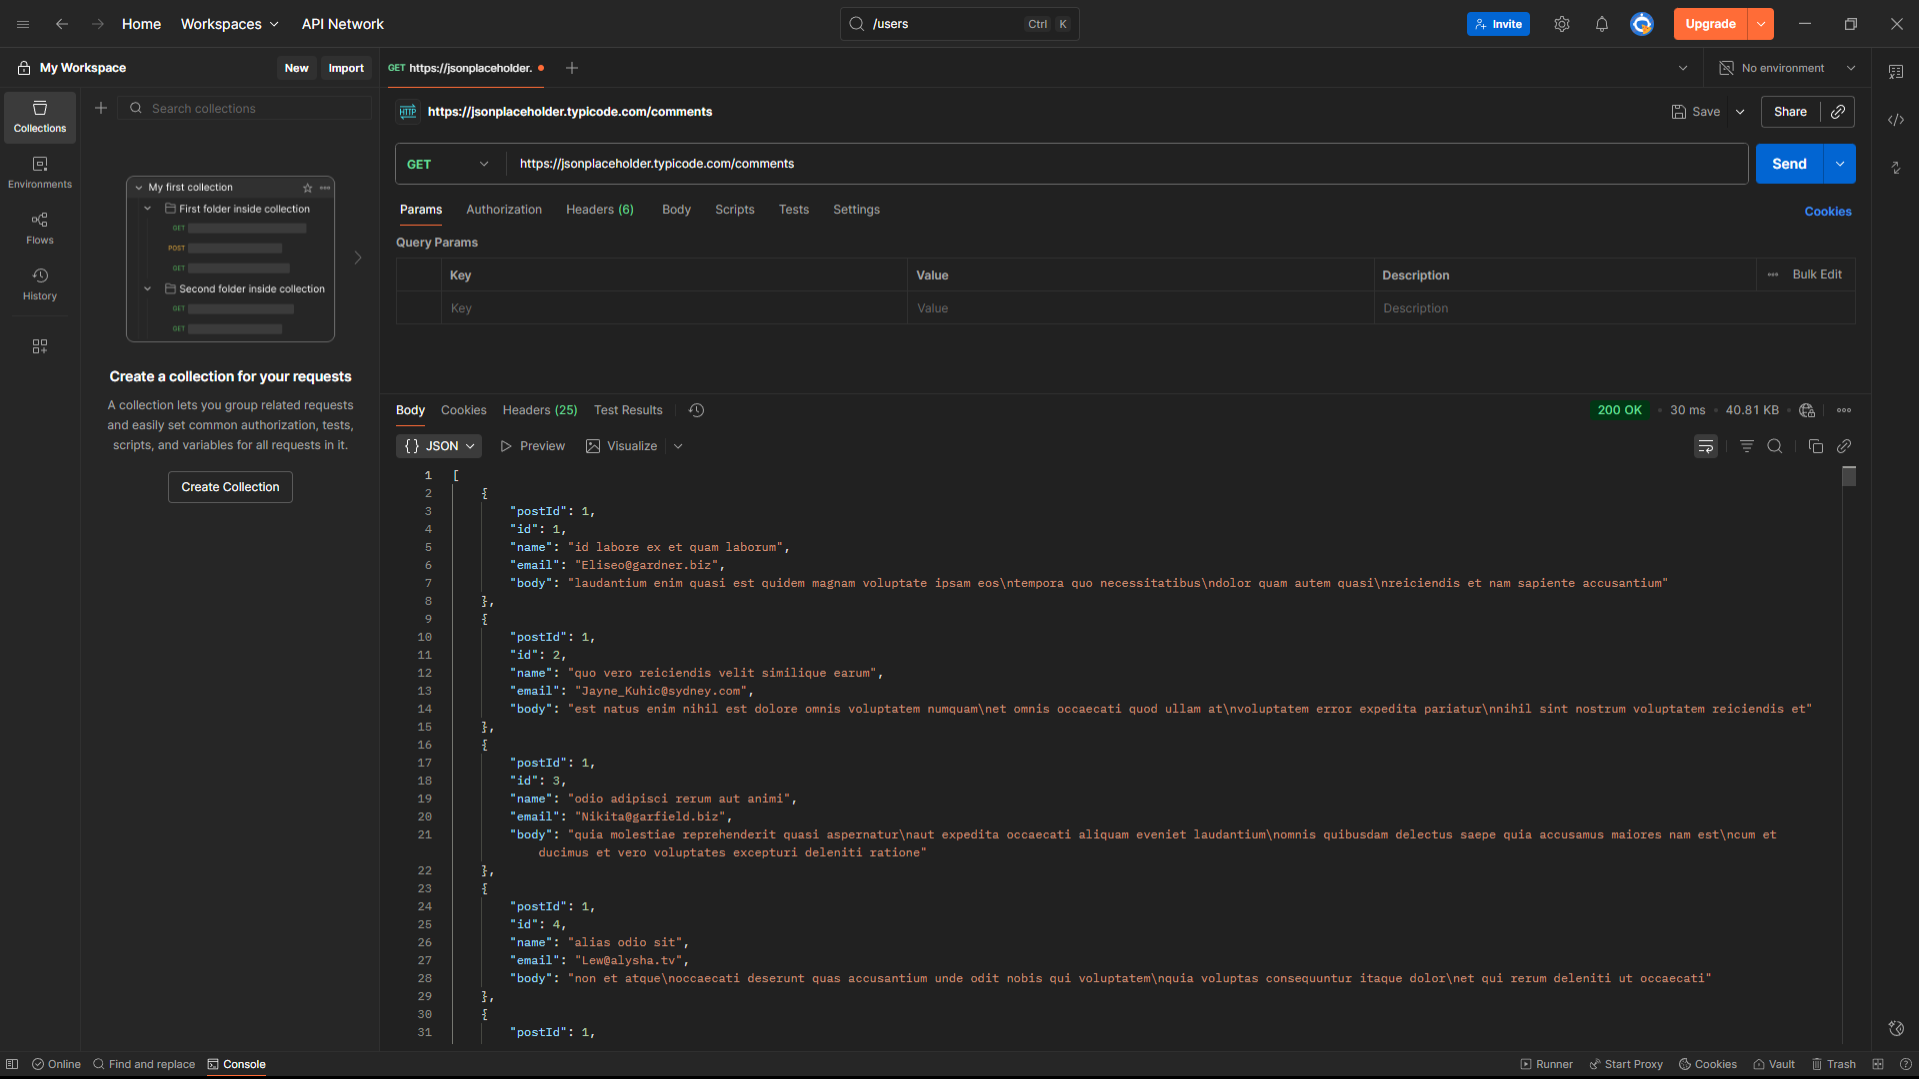 Home Workspaces API Network /users Ctrl K Invite Upgrade
My Workspace New Import GET https://jsonplaceholder. No environment
Search collections
Collections
Environments
Flows
History
My first collection
First folder inside collection
GET
POST
GET
Second folder inside collection
GET
GET
Create a collection for your requests
A collection lets you group related requests
and easily set common authorization, tests,
scripts, and variables for all requests in it.
Create Collection
HTTP https://jsonplaceholder.typicode.com/comments Save Share
GET https://jsonplaceholder.typicode.com/comments Send
Params Authorization Headers (6) Body Scripts Tests Settings Cookies
Query Params
Key Value Description Bulk Edit
Key Value Description
Body Cookies Headers (25) Test Results 200 OK 30 ms 40.81 KB
{} JSON Preview Visualize
1 [
2 {
3 "postId": 1,
4 "id": 1,
5 "name": "id labore ex et quam laborum",
6 "email": "Eliseo@gardner.biz",
7 "body": "laudantium enim quasi est quidem magnam voluptate ipsam eos\ntempora quo necessitatibus\ndolor quam autem quasi\nreiciendis et nam sapiente accusantium"
8 },
9 {
10 "postId": 1,
11 "id": 2,
12 "name": "quo vero reiciendis velit similique earum",
13 "email": "Jayne_Kuhic@sydney.com",
14 "body": "est natus enim nihil est dolore omnis voluptatem numquam\net omnis occaecati quod ullam at\nvoluptatem error expedita pariatur\nnihil sint nostrum voluptatem reiciendis et"
15 },
16 {
17 "postId": 1,
18 "id": 3,
19 "name": "odio adipisci rerum aut animi",
20 "email": "Nikita@garfield.biz",
21 "body": "quia molestiae reprehenderit quasi aspernatur\naut expedita occaecati aliquam eveniet laudantium\nomnis quibusdam delectus saepe quia accusamus maiores nam est\ncum et
ducimus et vero voluptates excepturi deleniti ratione"
22 },
23 {
24 "postId": 1,
25 "id": 4,
26 "name": "alias odio sit",
27 "email": "Lew@alysha.tv",
28 "body": "non et atque\noccaecati deserunt quas accusantium unde odit nobis qui voluptatem\nquia voluptas consequuntur itaque dolor\net qui rerum deleniti ut occaecati"
29 },
30 {
31 "postId": 1,
Online Find and replace Console Runner Start Proxy Cookies Vault Trash